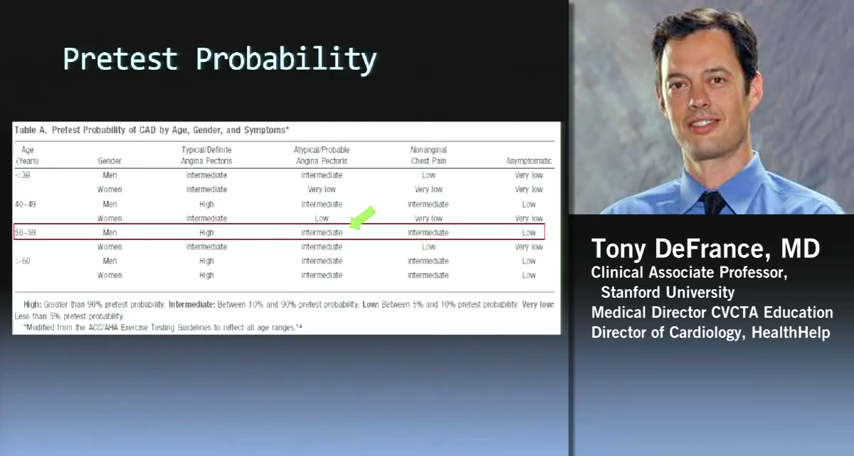 Pretest Probability
Table A. Pretest Probability of CAD by Age, Gender, and Symptoms*
Age (Years) Gender Typical/Definite Angina Pectoris Atypical/Probable Angina Pectoris Nonanginal Chest Pain Asymptomatic
<39 Men Intermediate Intermediate Low Very low
Women Intermediate Very low Very low Very low
40–49 Men High Intermediate Intermediate Low
Women Intermediate Low Very low Very low
50–59 Men High Intermediate Intermediate Low
Women Intermediate Intermediate Low Very low
>60 Men High Intermediate Intermediate Low
Women High Intermediate Intermediate Low
High: Greater than 90% pretest probability. Intermediate: Between 10% and 90% pretest probability. Low: Between 5% and 10% pretest probability. Very low:
Less than 5% pretest probability.
*Modified from the ACC/AHA Exercise Testing Guidelines to reflect all age ranges.
Tony DeFrance, MD
Clinical Associate Professor,
Stanford University
Medical Director CVCTA Education
Director of Cardiology, HealthHelp